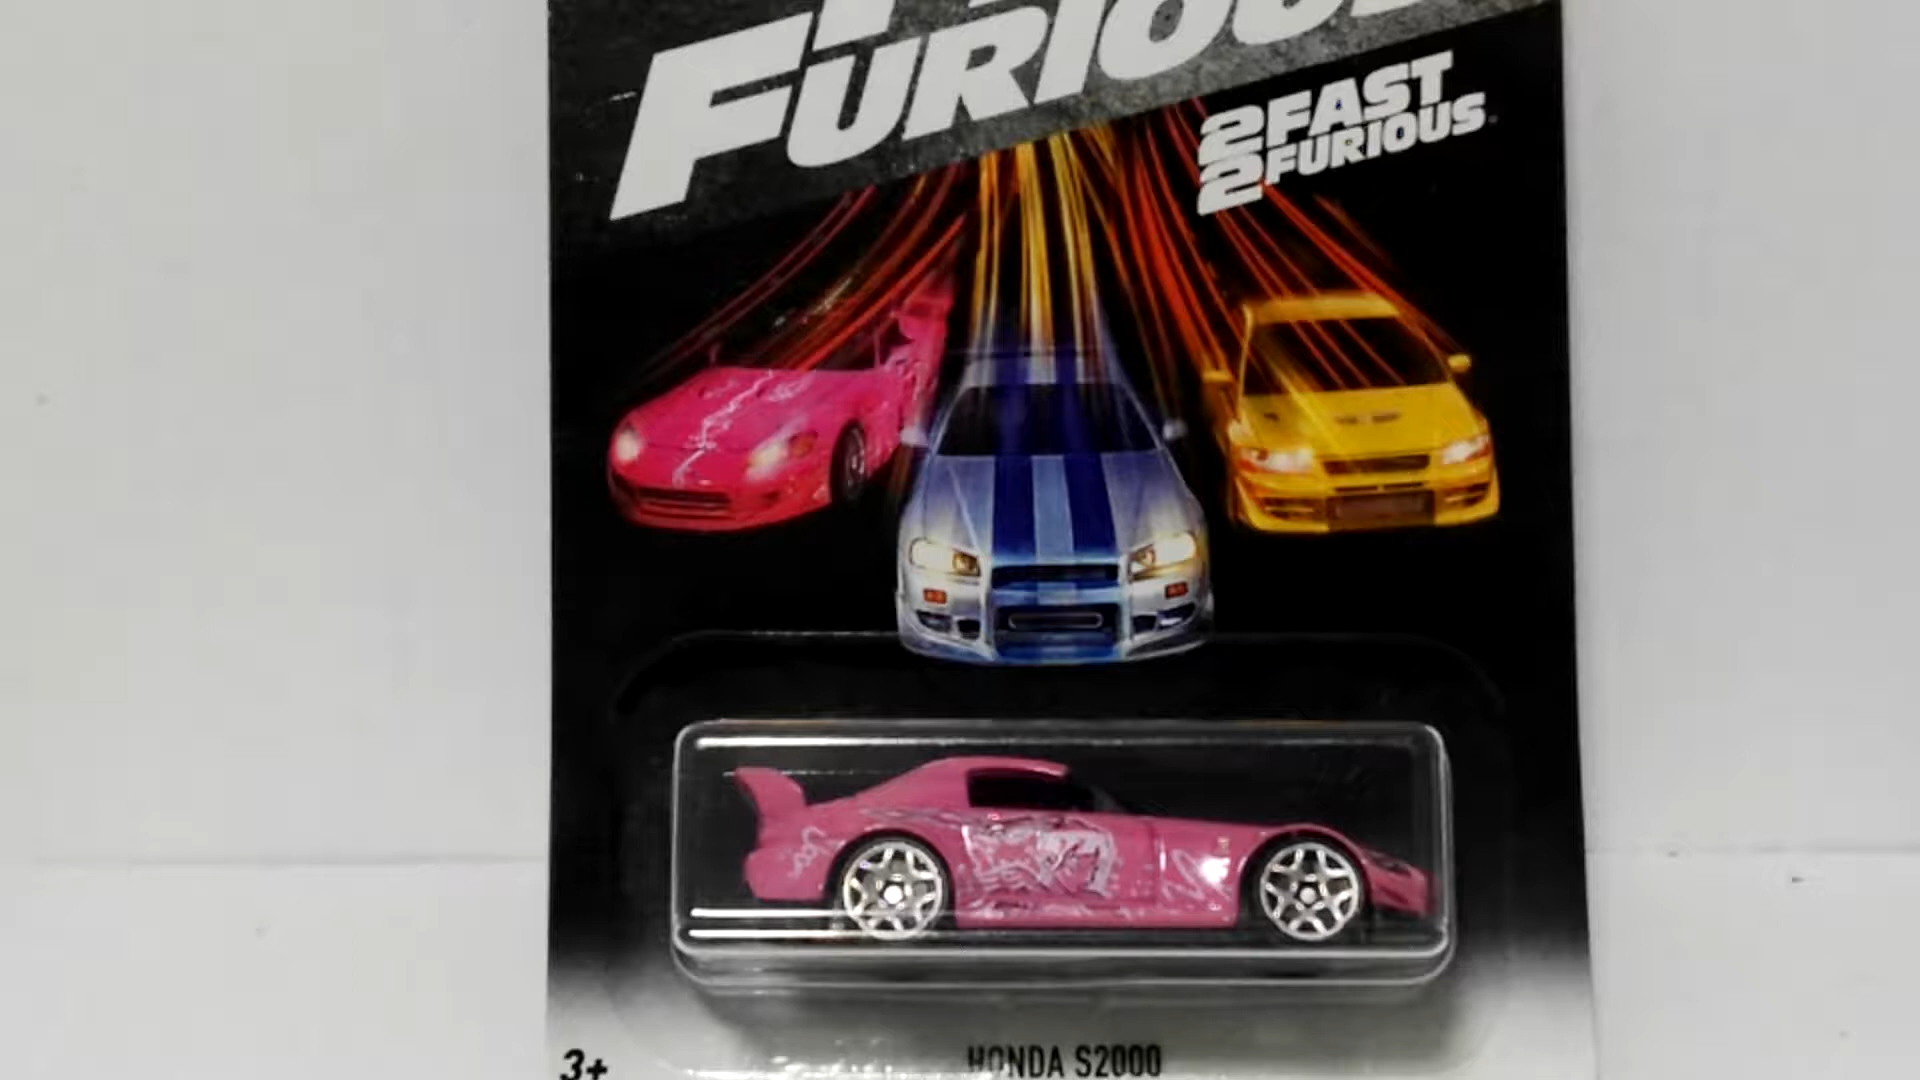 FURIOUS
2 FAST
2 FURIOUS
3+
HONDA S2000